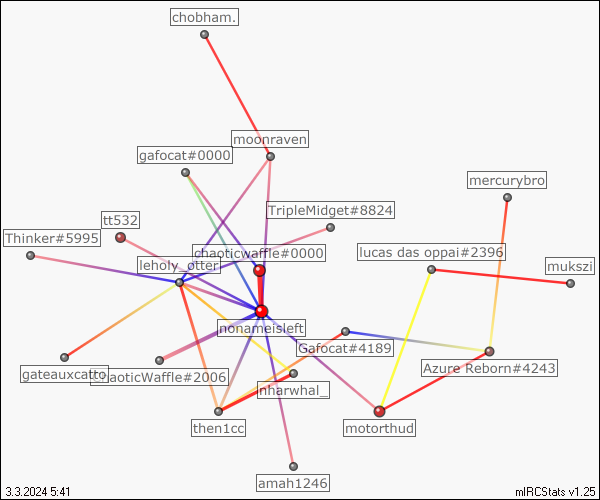 chobham.
moonraven
gafocat#0000
mercurybro
TripleMidget#8824
tt532
Thinker#5995
chaoticwaffle#0000
lucas das oppai#2396
leholy_otter
mukszi
nonameisleft
Gafocat#4189
gateauxcatto
haoticWaffle#2006
Azure Reborn#4243
nharwhal_
then1cc
motorthud
amah1246
3.3.2024 5:41
mIRCStats v1.25